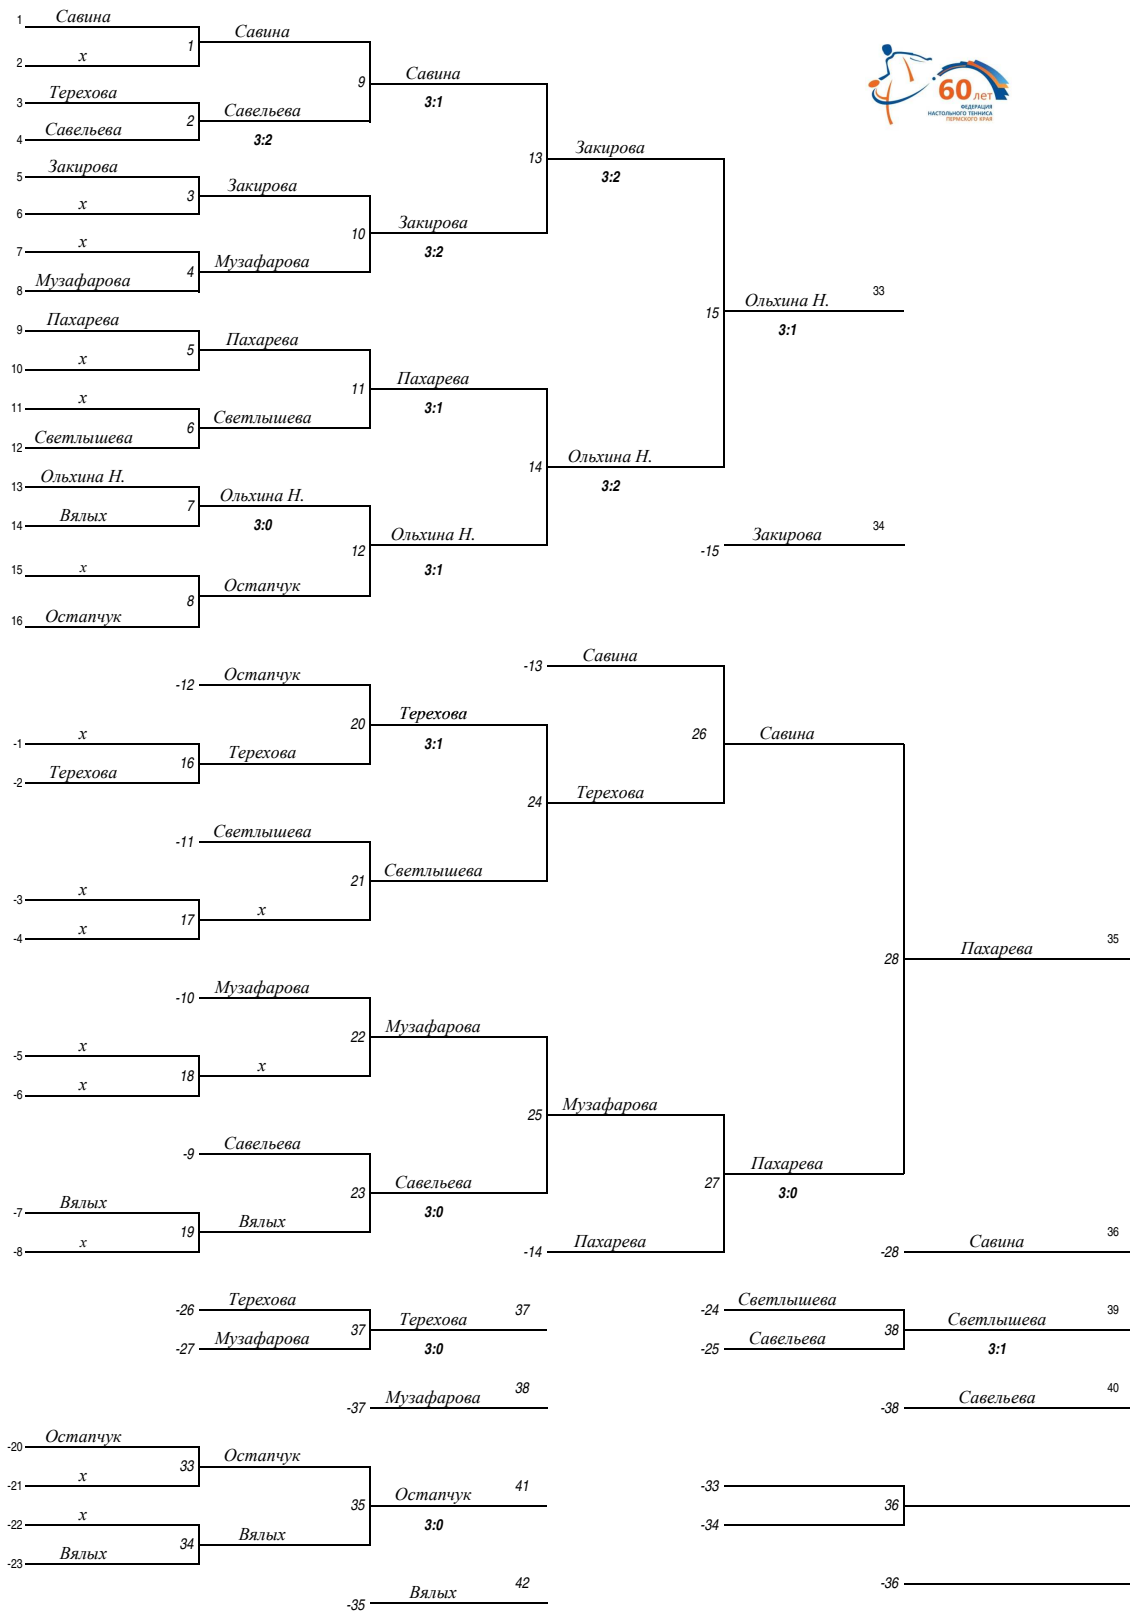 1 Савина
1 Савина
2 х
9 Савина
3:1
3 Терехова
2 Савельева
3:2
4 Савельева
60 лет
ФЕДЕРАЦИЯ
НАСТОЛЬНОГО ТЕННИСА
ПЕРМСКОГО КРАЯ
13 Закирова
3:2
5 Закирова
3 Закирова
6 х
10 Закирова
3:2
7 х
4 Музафарова
8 Музафарова
15 Ольхина Н. 33
3:1
9 Пахарева
5 Пахарева
10 х
11 Пахарева
3:1
11 х
6 Светлышева
12 Светлышева
14 Ольхина Н.
3:2
13 Ольхина Н.
7 Ольхина Н.
3:0
14 Вялых
12 Ольхина Н.
3:1
-15 Закирова 34
15 х
8 Остапчук
16 Остапчук
-13 Савина
-12 Остапчук
20 Терехова
3:1
26 Савина
-1 х
16 Терехова
-2 Терехова
24 Терехова
-11 Светлышева
21 Светлышева
-3 х
17 х
-4 х
28 Пахарева 35
-10 Музафарова
22 Музафарова
-5 х
18 х
-6 х
25 Музафарова
-9 Савельева
23 Савельева
3:0
27 Пахарева
3:0
-7 Вялых
19 Вялых
-8 х
-14 Пахарева
-28 Савина 36
-26 Терехова
37 Терехова 37
3:0
-27 Музафарова
-24 Светлышева
38 Светлышева 39
3:1
-25 Савельева
-37 Музафарова 38
-38 Савельева 40
-20 Остапчук
33 Остапчук
-21 х
35 Остапчук 41
3:0
-22 х
34 Вялых
-23 Вялых
-33
36
-34
-35 Вялых 42
-36